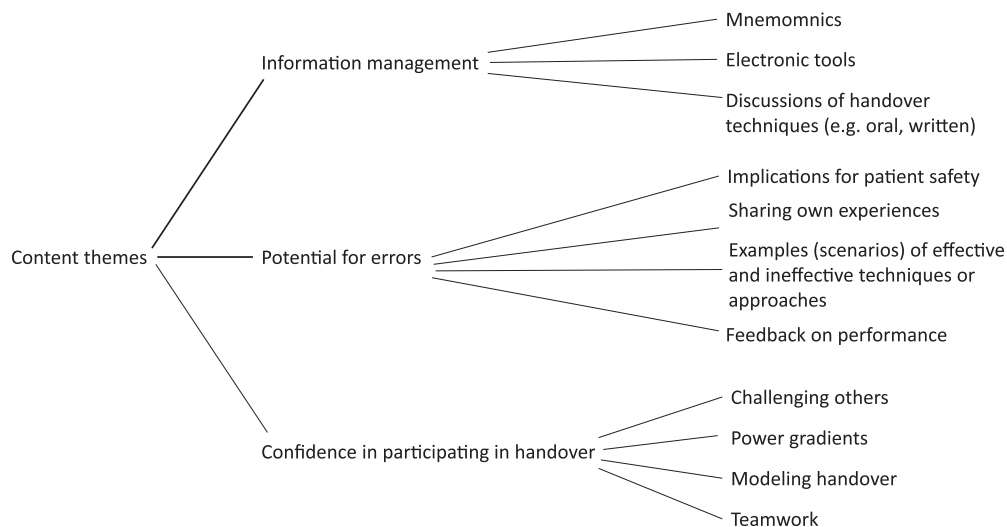 Content themes
Information management
Mnemomnics
Electronic tools
Discussions of handover
techniques (e.g. oral, written)
Potential for errors
Implications for patient safety
Sharing own experiences
Examples (scenarios) of effective
and ineffective techniques or
approaches
Feedback on performance
Confidence in participating in handover
Challenging others
Power gradients
Modeling handover
Teamwork